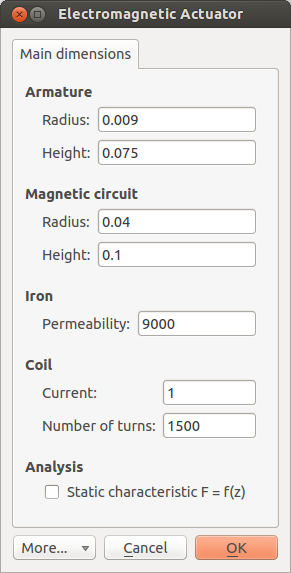 Electromagnetic Actuator
Main dimensions
Armature
Radius: 0.009
Height: 0.075
Magnetic circuit
Radius: 0.04
Height: 0.1
Iron
Permeability: 9000
Coil
Current: 1
Number of turns: 1500
Analysis
Static characteristic F = f(z)
More... Cancel OK